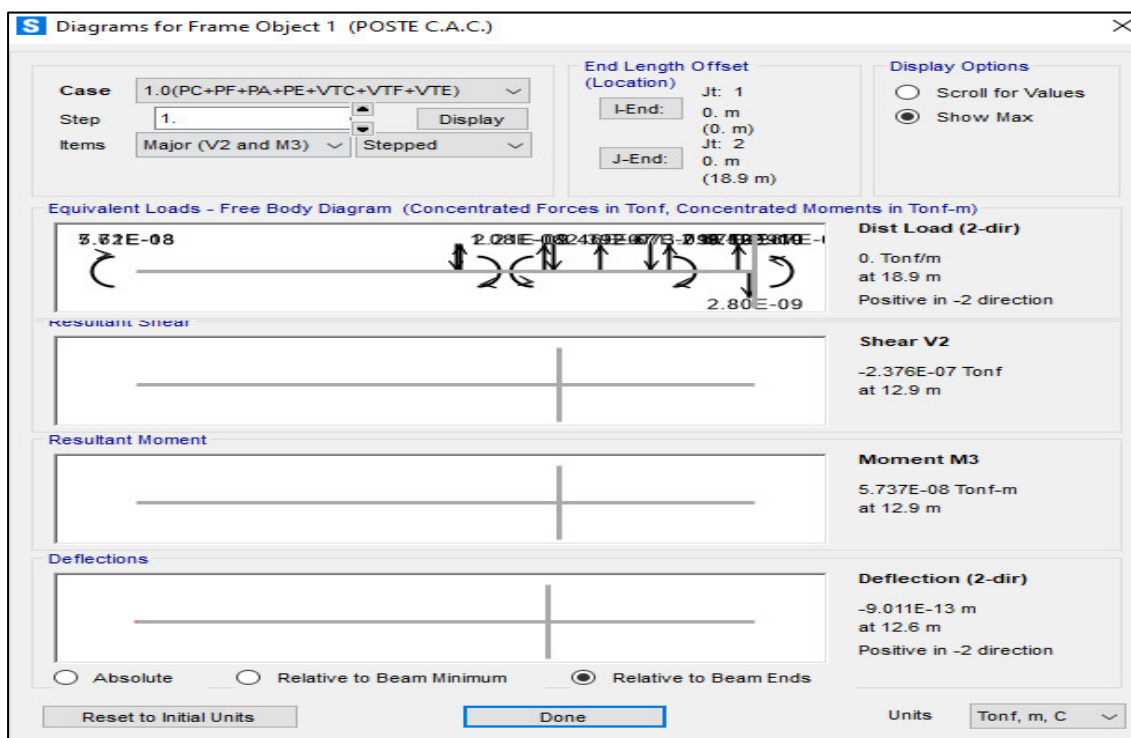 S Diagrams for Frame Object 1 (POSTE C.A.C.)
Case 1.0(PC+PF+PA+PE+VTC+VTF+VTE)
Step 1. Display
Items Major (V2 and M3) Stepped
End Length Offset
(Location)
Jt: 1
I-End: 0. m
(0. m)
Jt: 2
J-End: 0. m
(18.9 m)
Display Options
Scroll for Values
Show Max
Equivalent Loads - Free Body Diagram (Concentrated Forces in Tonf, Concentrated Moments in Tonf-m)
2.80E-09
Dist Load (2-dir)
0. Tonf/m
at 18.9 m
Positive in -2 direction
Resultant Shear
Shear V2
-2.376E-07 Tonf
at 12.9 m
Resultant Moment
Moment M3
5.737E-08 Tonf-m
at 12.9 m
Deflections
Deflection (2-dir)
-9.011E-13 m
at 12.6 m
Positive in -2 direction
Absolute Relative to Beam Minimum Relative to Beam Ends
Reset to Initial Units Done Units Tonf, m, C